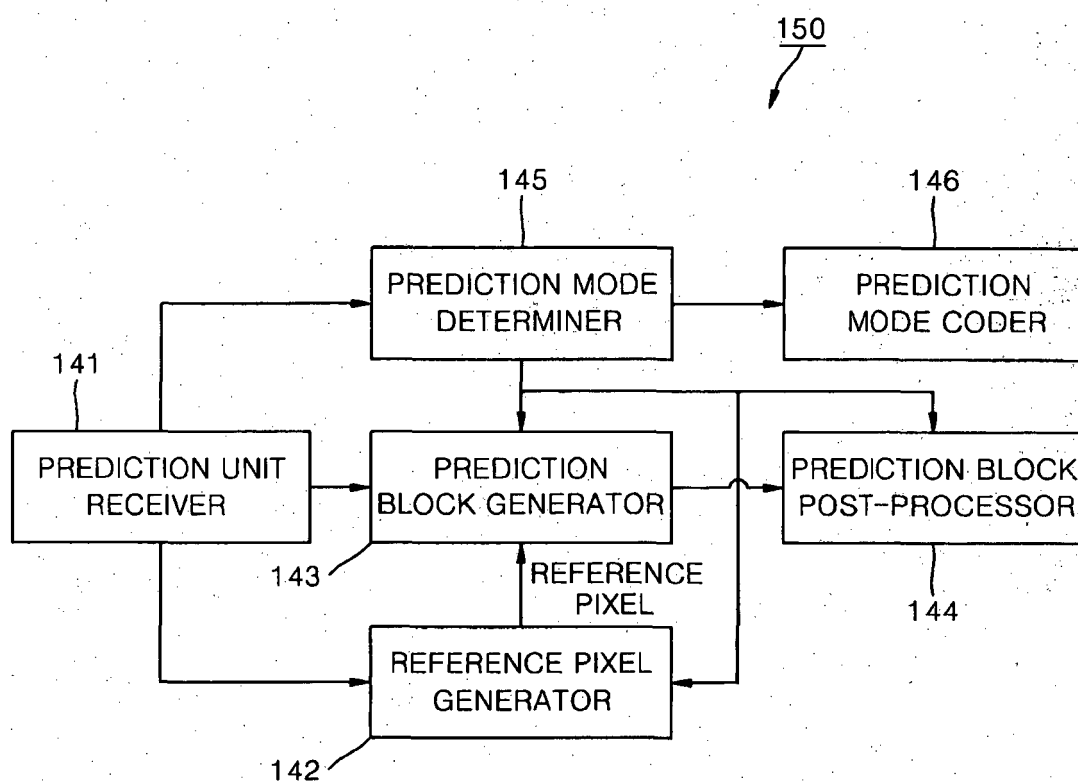 150
145
146
PREDICTION MODE
DETERMINER
PREDICTION
MODE CODER
141
PREDICTION UNIT
RECEIVER
PREDICTION
BLOCK GENERATOR
PREDICTION BLOCK
POST-PROCESSOR
143
REFERENCE
PIXEL
144
REFERENCE PIXEL
GENERATOR
142